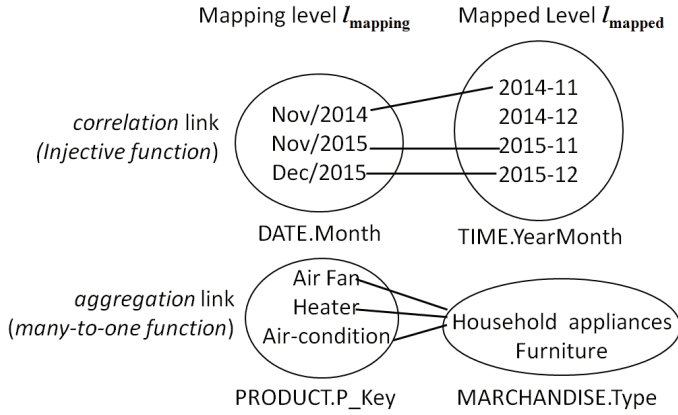 Mapping level l mapping
Mapped Level l mapped
correlation link
(Injective function)
Nov/2014
Nov/2015
Dec/2015
2014-11
2014-12
2015-11
2015-12
DATE.Month
TIME.YearMonth
aggregation link
(many-to-one function)
Air Fan
Heater
Air-condition
Household appliances
Furniture
PRODUCT.P_Key
MARCHANDISE.Type